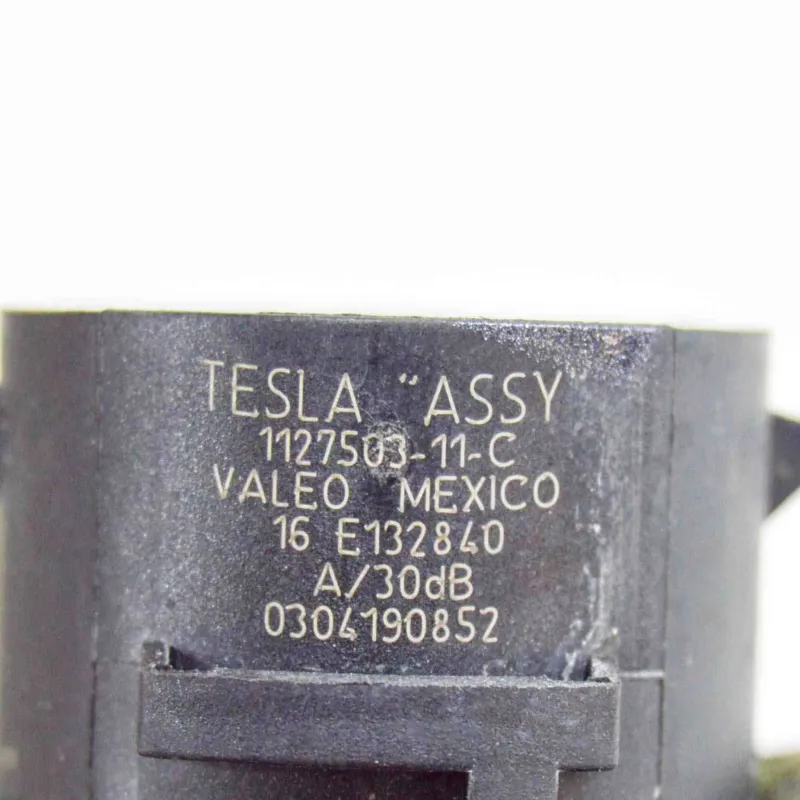 TESLA "ASSY
1127503-11-C
VALEO MEXICO
16 E132840
A/30dB
0304190852